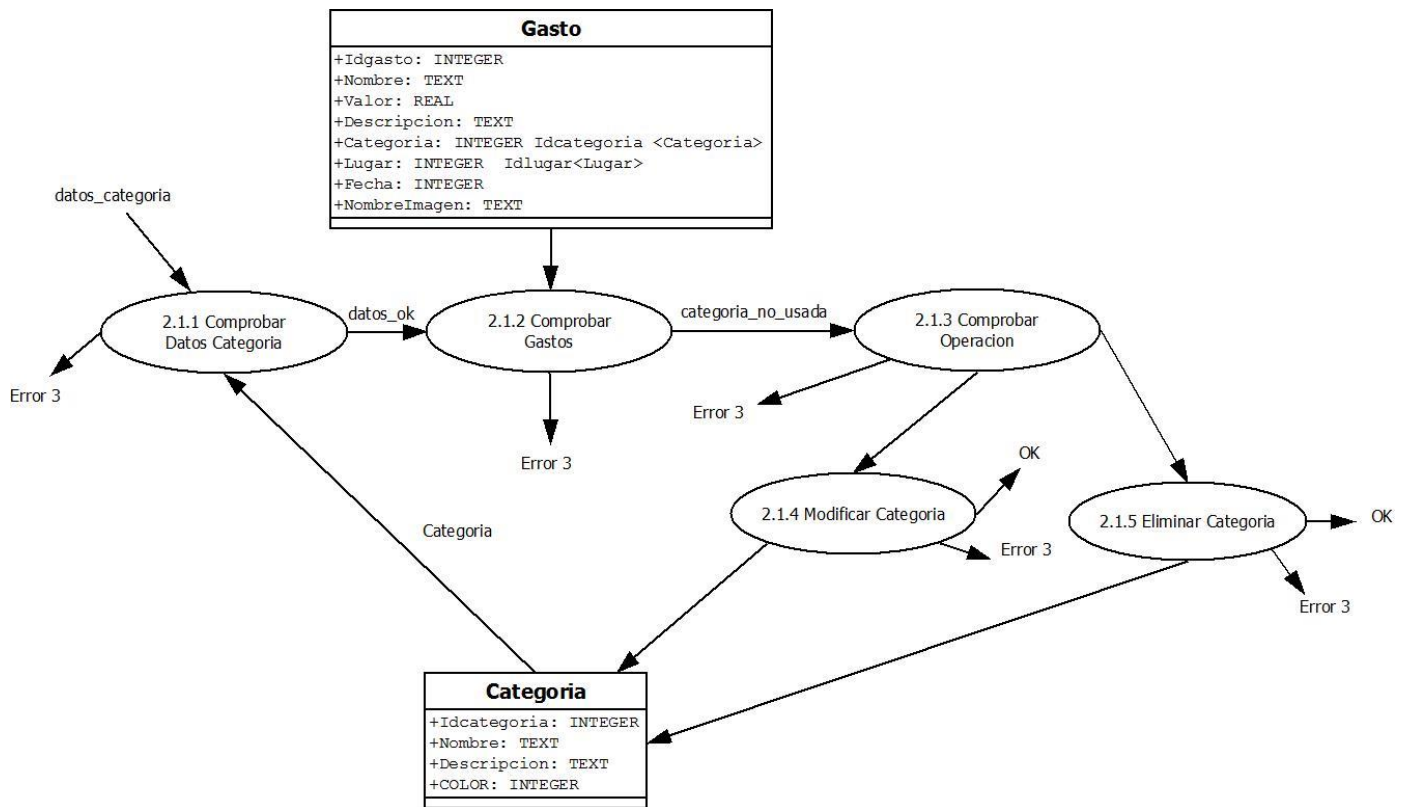 Gasto
+Idgasto: INTEGER
+Nombre: TEXT
+Valor: REAL
+Descripcion: TEXT
+Categoria: INTEGER Idcategoria <Categoria>
+Lugar: INTEGER Idlugar<Lugar>
+Fecha: INTEGER
+NombreImagen: TEXT
datos_categoria
2.1.1 Comprobar
Datos Categoria
datos_ok
2.1.2 Comprobar
Gastos
categoria_no_usada
2.1.3 Comprobar
Operacion
Error 3
Error 3
Error 3
2.1.4 Modificar Categoria
OK
Error 3
2.1.5 Eliminar Categoria
OK
Error 3
Categoria
Categoria
+Idcategoria: INTEGER
+Nombre: TEXT
+Descripcion: TEXT
+COLOR: INTEGER